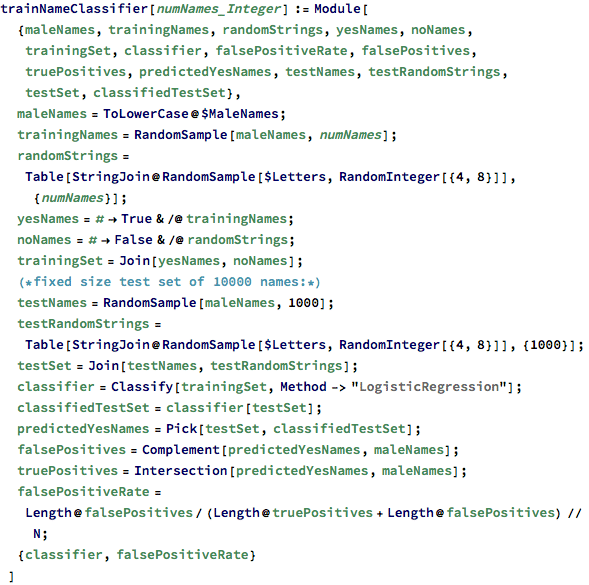 trainNameClassifier[numNames_Integer] := Module[
{maleNames, trainingNames, randomStrings, yesNames, noNames,
trainingSet, classifier, falsePositiveRate, falsePositives,
truePositives, predictedYesNames, testNames, testRandomStrings,
testSet, classifiedTestSet},
maleNames = ToLowerCase@$MaleNames;
trainingNames = RandomSample[maleNames, numNames];
randomStrings =
Table[StringJoin@RandomSample[$Letters, RandomInteger[{4, 8}]],
{numNames}];
yesNames = # → True & /@ trainingNames;
noNames = # → False & /@ randomStrings;
trainingSet = Join[yesNames, noNames];
(*fixed size test set of 10000 names:*)
testNames = RandomSample[maleNames, 1000];
testRandomStrings =
Table[StringJoin@RandomSample[$Letters, RandomInteger[{4, 8}]], {1000}];
testSet = Join[testNames, testRandomStrings];
classifier = Classify[trainingSet, Method -> "LogisticRegression"];
classifiedTestSet = classifier[testSet];
predictedYesNames = Pick[testSet, classifiedTestSet];
falsePositives = Complement[predictedYesNames, maleNames];
truePositives = Intersection[predictedYesNames, maleNames];
falsePositiveRate =
Length@falsePositives / (Length@truePositives + Length@falsePositives) //
N;
{classifier, falsePositiveRate}
]